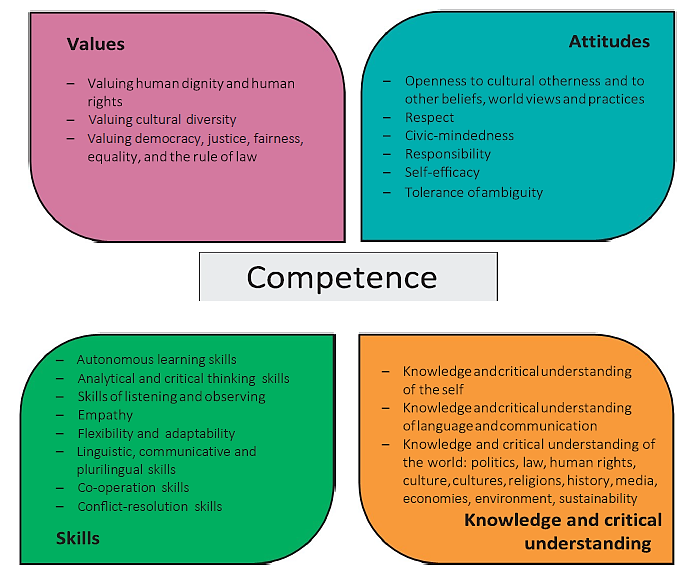 Values
– Valuing human dignity and human
rights
– Valuing cultural diversity
– Valuing democracy, justice, fairness,
equality, and the rule of law
Attitudes
– Openness to cultural otherness and to
other beliefs, world views and practices
– Respect
– Civic-mindedness
– Responsibility
– Self-efficacy
– Tolerance of ambiguity
Competence
– Autonomous learning skills
– Analytical and critical thinking skills
– Skills of listening and observing
– Empathy
– Flexibility and adaptability
– Linguistic, communicative and
plurilingual skills
– Co-operation skills
– Conflict-resolution skills
Skills
– Knowledge and critical understanding
of the self
– Knowledge and critical understanding
of language and communication
– Knowledge and critical understanding of
the world: politics, law, human rights,
culture, cultures, religions, history, media,
economies, environment, sustainability
Knowledge and critical
understanding